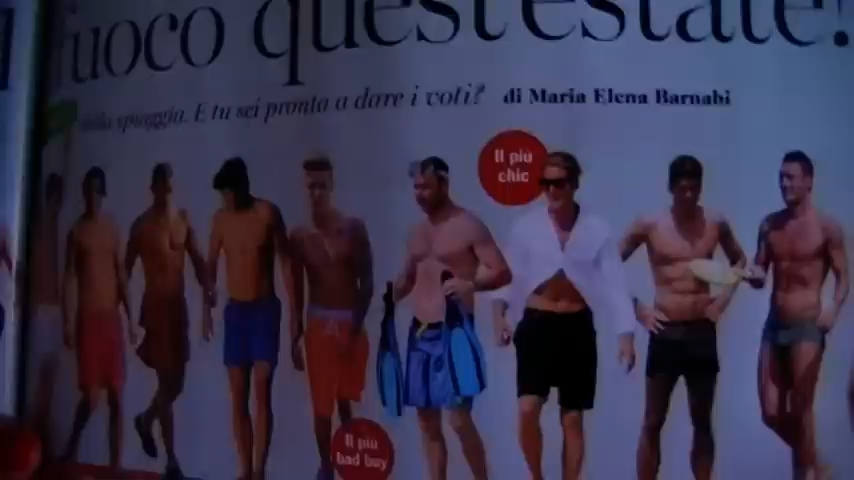 fuoco quest'estate!
spiaggia. E tu sei pronta a dare i voti? di Maria Elena Barnabi
Il più
chic
Il più
bad boy